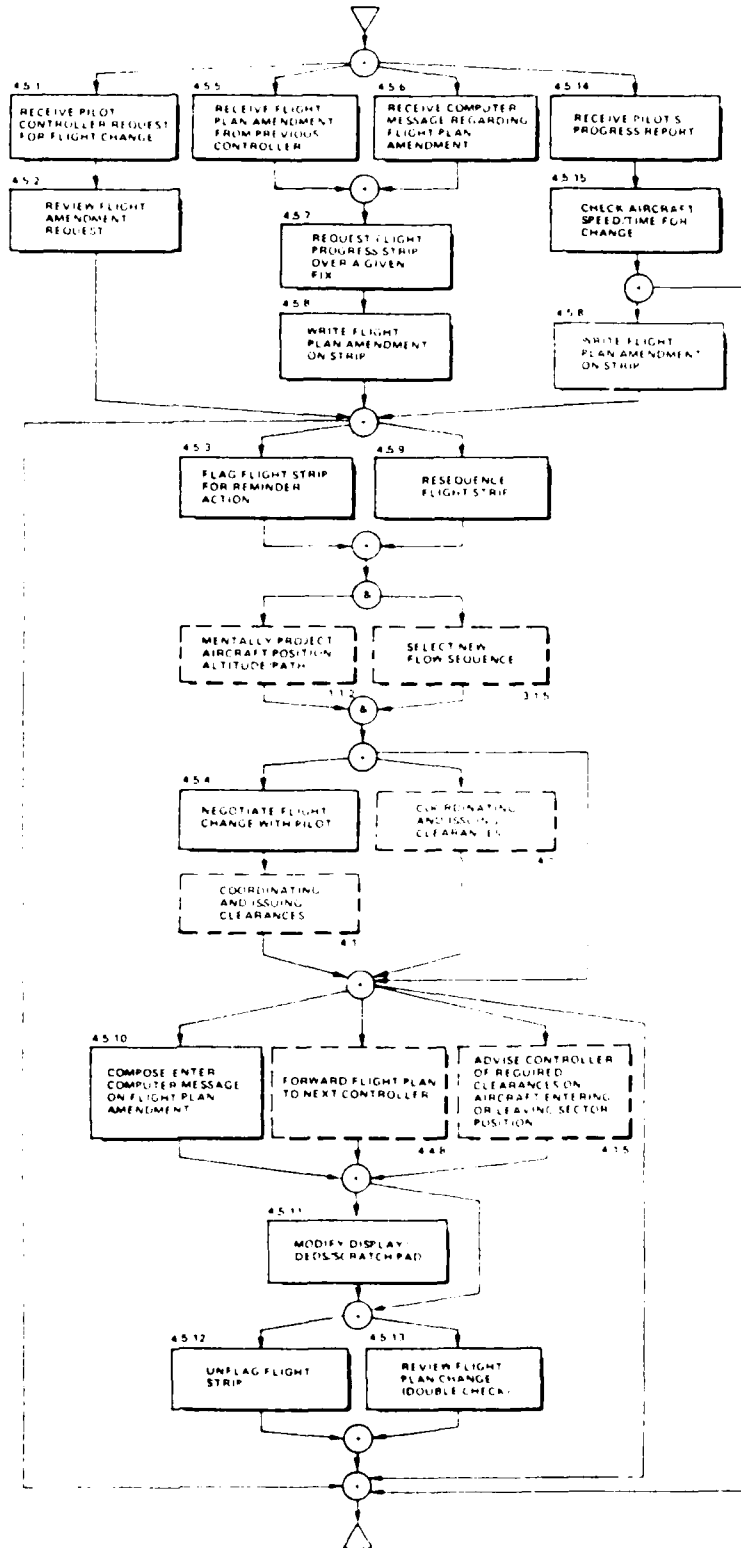 4.5.1
RECEIVE PILOT
CONTROLLER REQUEST
FOR FLIGHT CHANGE
4.5.5
RECEIVE FLIGHT
PLAN AMENDMENT
FROM PREVIOUS
CONTROLLER
4.5.6
RECEIVE COMPUTER
MESSAGE REGARDING
FLIGHT PLAN
AMENDMENT
4.5.14
RECEIVE PILOT'S
PROGRESS REPORT
4.5.2
REVIEW FLIGHT
AMENDMENT
REQUEST
4.5.7
REQUEST FLIGHT
PROGRESS STRIP
OVER A GIVEN
FIX
4.5.15
CHECK AIRCRAFT
SPEED/TIME FOR
CHANGE
4.5.8
WRITE FLIGHT
PLAN AMENDMENT
ON STRIP
4.5.8
WRITE FLIGHT
PLAN AMENDMENT
ON STRIP
4.5.3
FLAG FLIGHT STRIP
FOR REMINDER
ACTION
4.5.9
RESEQUENCE
FLIGHT STRIP
&
MENTALLY PROJECT
AIRCRAFT POSITION
ALTITUDE/PATH
1.1.2
SELECT NEW
FLOW SEQUENCE
3.1.5
&
4.5.4
NEGOTIATE FLIGHT
CHANGE WITH PILOT
COORDINATING
AND ISSUING
CLEARANCES
COORDINATING
AND ISSUING
CLEARANCES
4.1
4.5.10
COMPOSE ENTER
COMPUTER MESSAGE
ON FLIGHT PLAN
AMENDMENT
FORWARD FLIGHT PLAN
TO NEXT CONTROLLER
4.4.8
ADVISE CONTROLLER
OF REQUIRED
CLEARANCES ON
AIRCRAFT ENTERING
OR LEAVING SECTOR
POSITION
4.1.5
4.5.11
MODIFY DISPLAY/
DEDS/SCRATCH PAD
4.5.12
UNFLAG FLIGHT
STRIP
4.5.13
REVIEW FLIGHT
PLAN CHANGE
(DOUBLE CHECK)